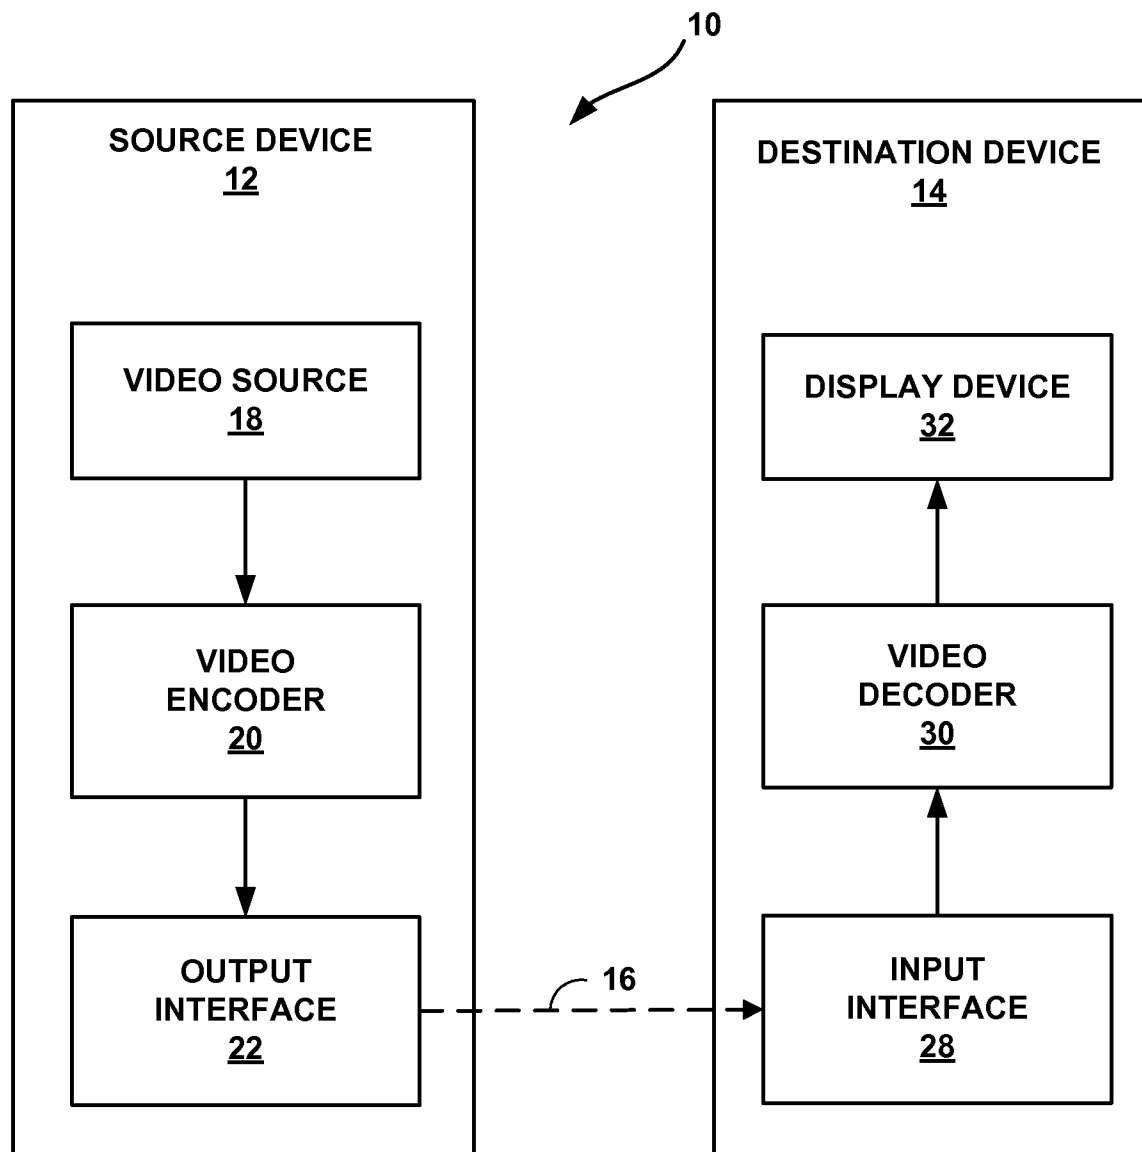 10
SOURCE DEVICE
12
VIDEO SOURCE
18
VIDEO
ENCODER
20
OUTPUT
INTERFACE
22
16
DESTINATION DEVICE
14
DISPLAY DEVICE
32
VIDEO
DECODER
30
INPUT
INTERFACE
28